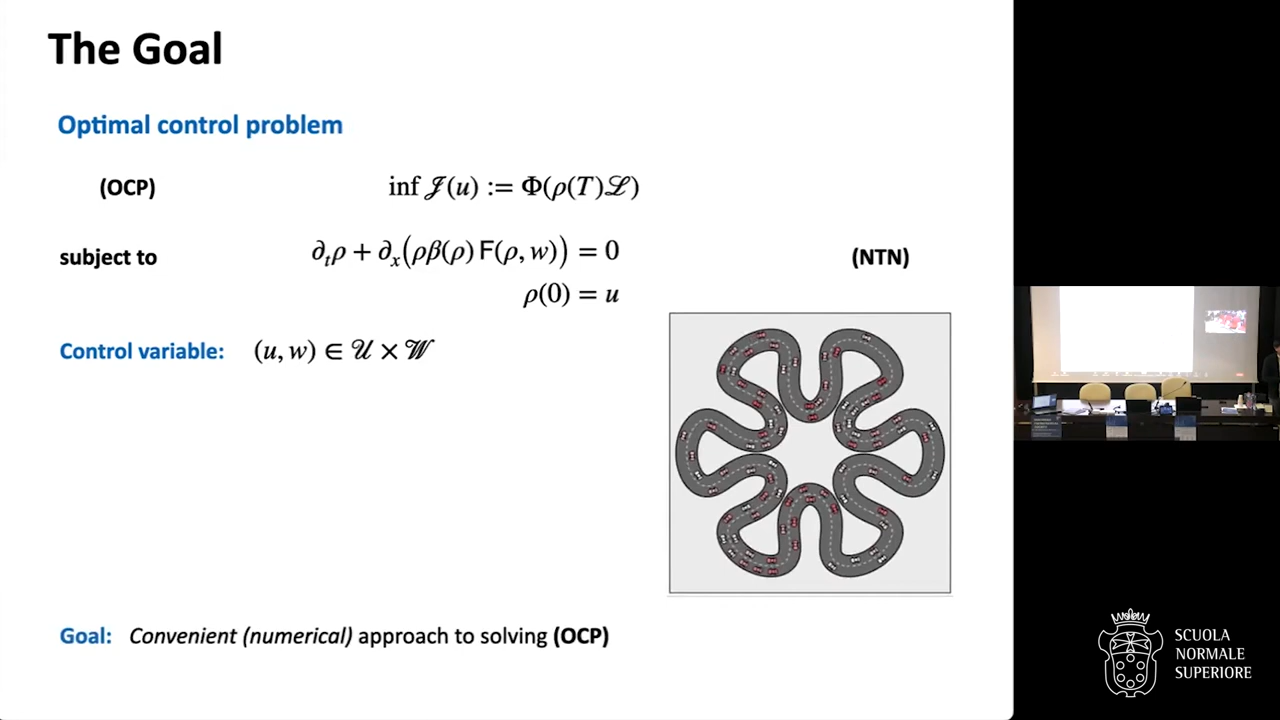 The Goal
Optimal control problem
(OCP) inf 𝒥(u) := Φ(ρ(T)ℒ)
subject to ∂ₜρ + ∂ₓ(ρβ(ρ) F(ρ, w)) = 0 (NTN)
ρ(0) = u
Control variable: (u, w) ∈ 𝒰 × 𝒲
Goal: Convenient (numerical) approach to solving (OCP)
SCUOLA
NORMALE
SUPERIORE